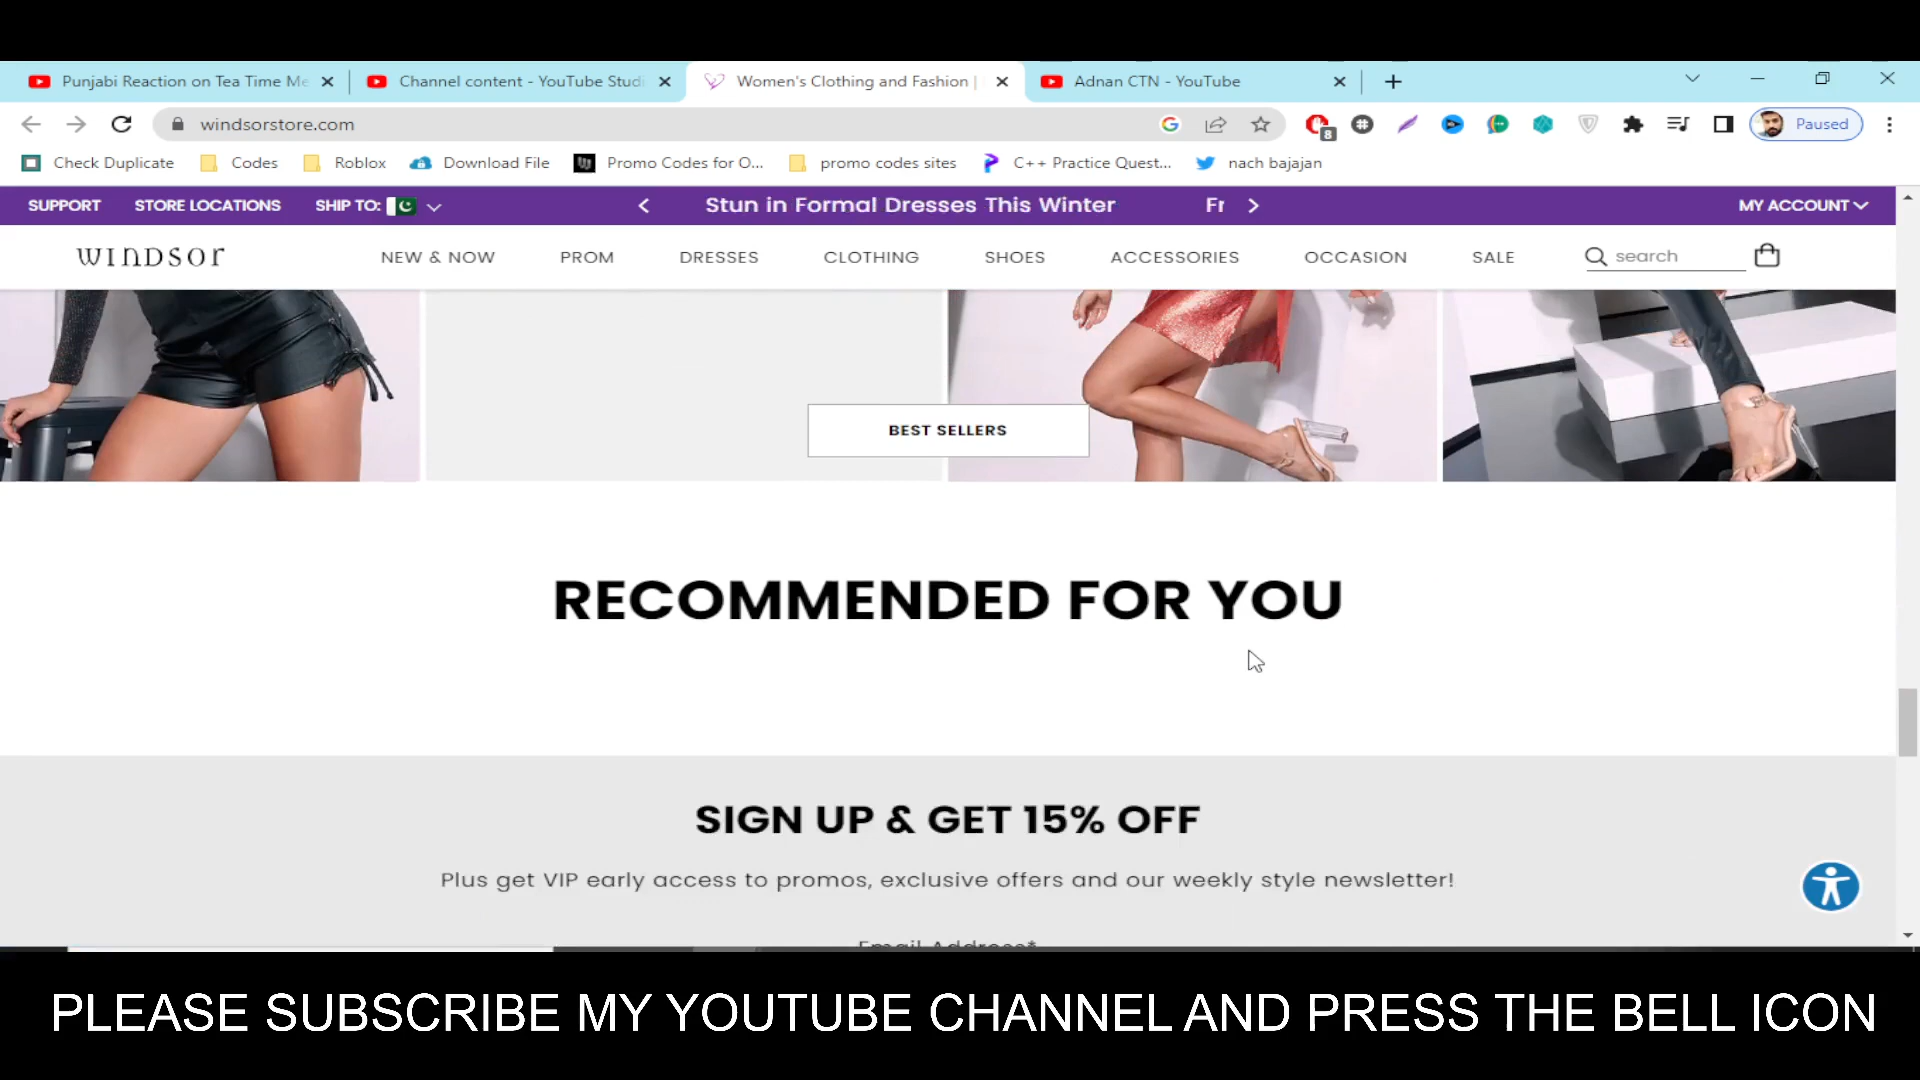 Punjabi Reaction on Tea Time Me
Channel content - YouTube Studi
Women's Clothing and Fashion |
Adnan CTN - YouTube
windsorstore.com
8
Paused
Check Duplicate
Codes
Roblox
Download File
Promo Codes for O...
promo codes sites
C++ Practice Quest...
nach bajajan
SUPPORT
STORE LOCATIONS
SHIP TO:
Stun in Formal Dresses This Winter
Fr
MY ACCOUNT
windsor
NEW & NOW
PROM
DRESSES
CLOTHING
SHOES
ACCESSORIES
OCCASION
SALE
search
BEST SELLERS
RECOMMENDED FOR YOU
SIGN UP & GET 15% OFF
Plus get VIP early access to promos, exclusive offers and our weekly style newsletter!
Email Address*
PLEASE SUBSCRIBE MY YOUTUBE CHANNEL AND PRESS THE BELL ICON